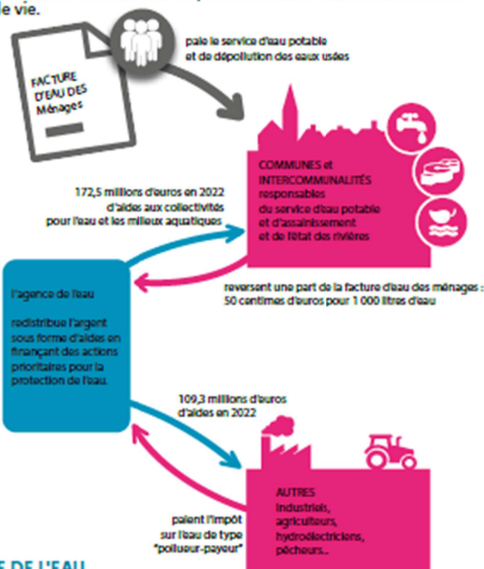 le vie.
FACTURE
D'EAU DES
Ménages
paie le service d'eau potable
et de dépollution des eaux usées
COMMUNES et
INTERCOMMUNALITÉS
responsables
du service d'eau potable
et d'assainissement
et de l'état des rivières
172,5 millions d'euros en 2022
d'aides aux collectivités
pour l'eau et les milieux aquatiques
reversent une part de la facture d'eau des ménages :
50 centimes d'euros pour 1 000 litres d'eau
l'agence de l'eau
redistribue l'argent
sous forme d'aides en
finançant des actions
prioritaires pour la
protection de l'eau.
109,3 millions d'euros
d'aides en 2022
AUTRES
industriels,
agriculteurs,
hydroélectriciens,
pêcheurs...
paient l'impôt
sur l'eau de type
"pollueur-payeur"
E DE L'EAU